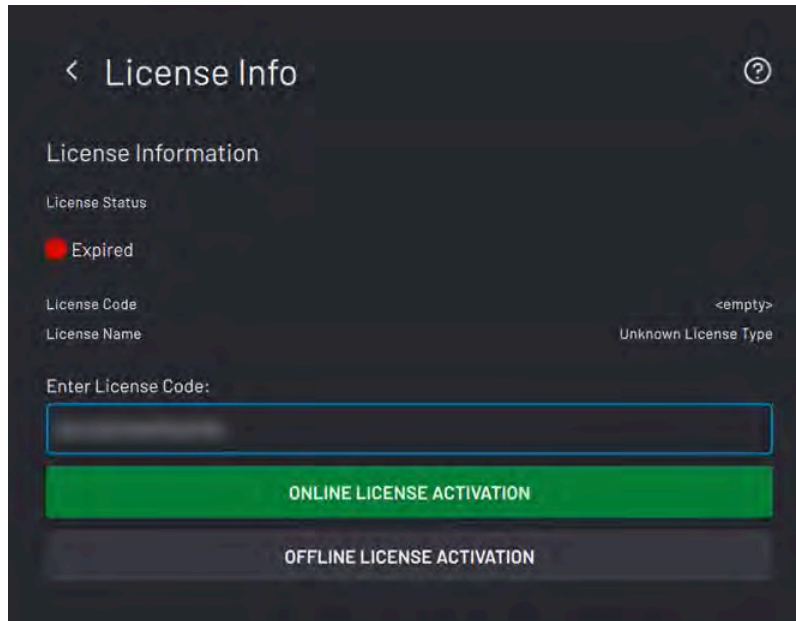 License Info
License Information
License Status
Expired
License Code <empty>
License Name Unknown License Type
Enter License Code:
ONLINE LICENSE ACTIVATION
OFFLINE LICENSE ACTIVATION